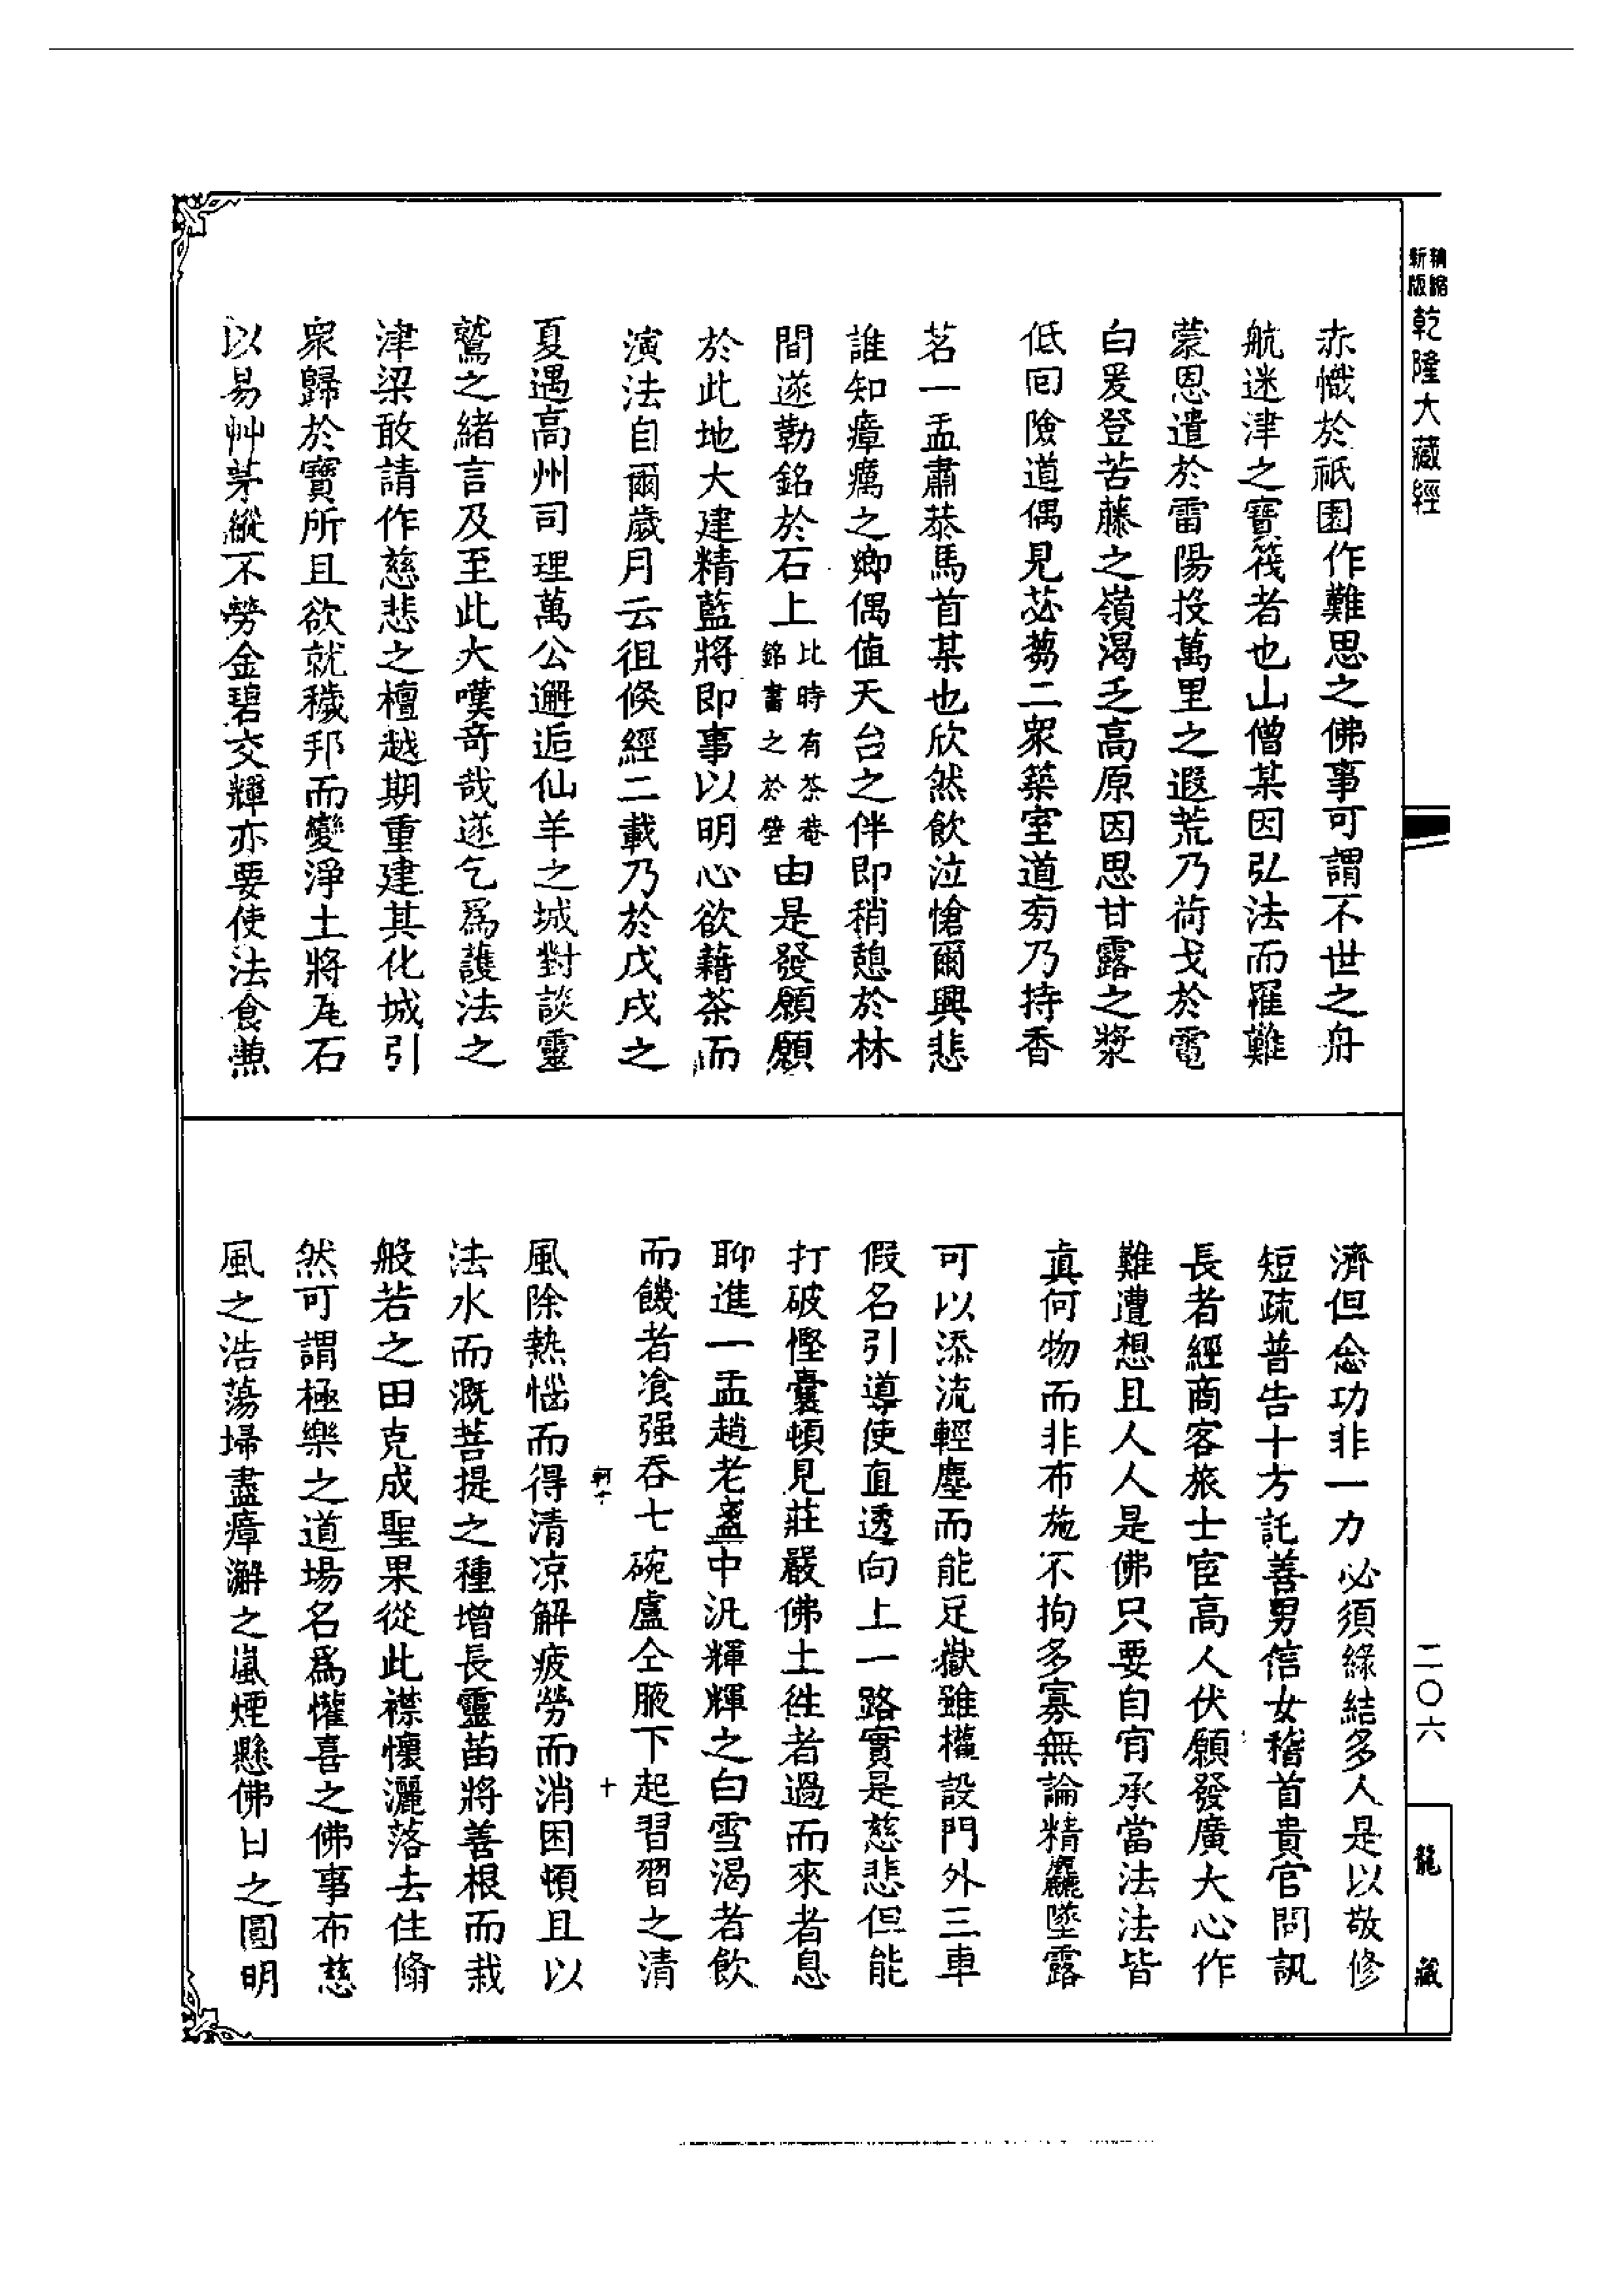 精縮
新版
乾隆大藏經
赤幟於祇園作難思之佛事可謂不世之舟
航迷津之寶筏者也山僧某因弘法而罹難
蒙恩遣於雷陽投萬里之遐荒乃荷戈於電
白爰登苦藤之嶺渴乏高原因思甘露之漿
低回險道偶見苾蒭二眾築室道旁乃持香
茗一盂肅恭馬首某也欣然飲泣愴爾興悲
誰知瘴癘之鄉偶值天台之伴即稍憩於林
間遂勒銘於石上比時有茶菴銘書之於壁由是發願願
於此地大建精藍將即事以明心欲藉茶而
演法自爾歲月云徂倏經二載乃於戊戌之
夏遇高州司理萬公邂逅仙羊之城對談靈
鷲之緒言及至此大嘆奇哉遂乞爲護法之
津梁敢請作慈悲之檀越期重建其化城引
眾歸於寶所且欲就穢邦而變淨土將瓦石
以易艸茅縱不勞金碧交輝亦要使法食兼
濟但念功非一力必須緣結多人是以敬修
短疏普告十方託善男信女稽首貴官問訊
長者經商客旅士宦高人伏願發廣大心作
難遭想且人人是佛只要自肎承當法法皆
真何物而非布施不拘多寡無論精麤墜露
可以添流輕塵而能足嶽雖權設門外三車
假名引導使直透向上一路實是慈悲但能
打破慳囊頓見莊嚴佛土徃者過而來者息
聊進一盂趙老盞中汎輝輝之白雪渴者飲
而饑者飡强吞七碗盧仝腋下起習習之清
軻十
十
風除熱惱而得清凉解疲勞而消困頓且以
法水而溉菩提之種增長靈苗將善根而栽
般若之田克成聖果從此襟懷灑落去住翛
然可謂極樂之道場名爲懽喜之佛事布慈
風之浩蕩埽盡瘴澥之嵐煙懸佛日之圓明
二〇六
龍藏